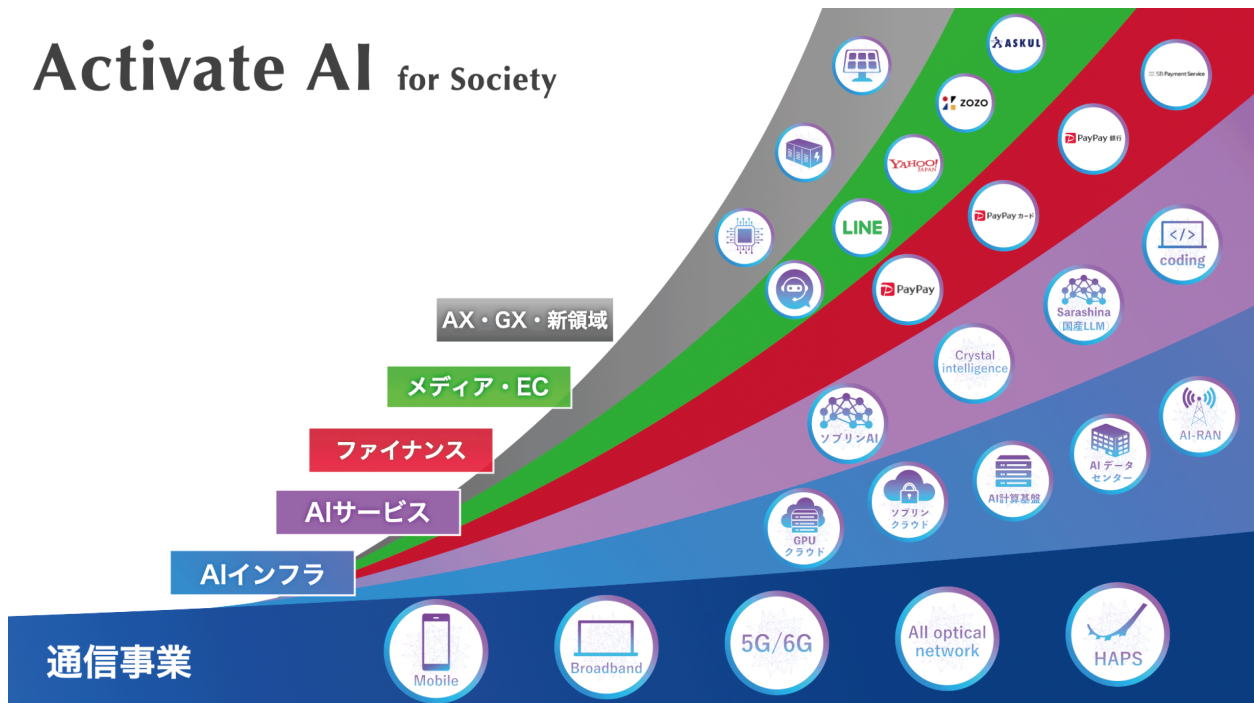 Activate AI for Society
ASKUL
ZOZO
SB Payment Service
PayPay 銀行
YAHOO!
JAPAN
PayPay カード
LINE
</>
coding
PayPay
Sarashina
(国産LLM)
AX・GX・新領域
Crystal
intelligence
メディア・EC
ソブリンAI
AI-RAN
ファイナンス
AI データ
センター
AI計算基盤
AIサービス
ソブリン
クラウド
GPU
クラウド
AIインフラ
通信事業
Mobile
Broadband
5G/6G
All optical
network
HAPS